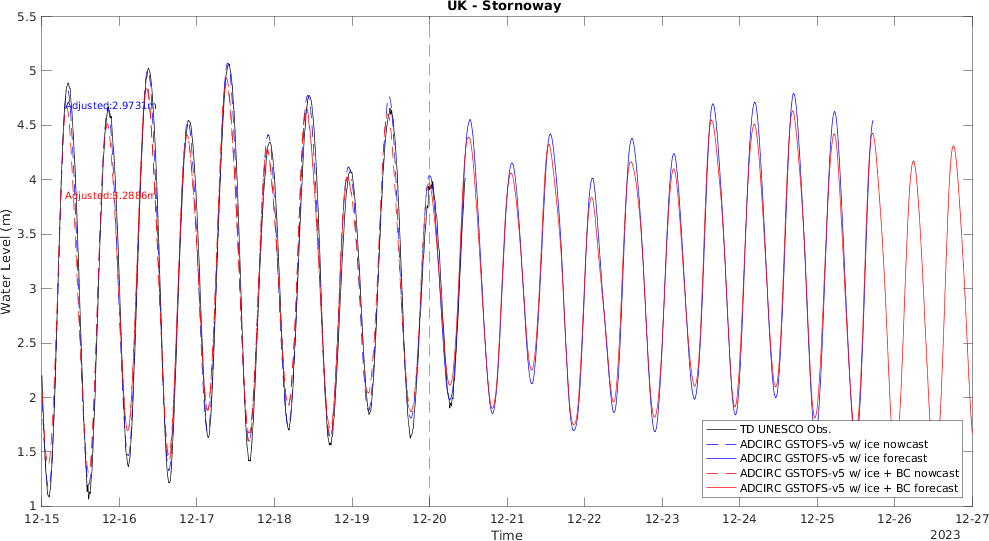 UK - Stornoway
5.5
5
4.5
4
3.5
3
2.5
2
1.5
1
Water Level (m)
Adjusted:2.9731m
Adjusted:3.2886m
TD UNESCO Obs.
ADCIRC GSTOFS-v5 w/ ice nowcast
ADCIRC GSTOFS-v5 w/ ice forecast
ADCIRC GSTOFS-v5 w/ ice + BC nowcast
ADCIRC GSTOFS-v5 w/ ice + BC forecast
12-15 12-16 12-17 12-18 12-19 12-20 12-21 12-22 12-23 12-24 12-25 12-26 12-27
Time
2023